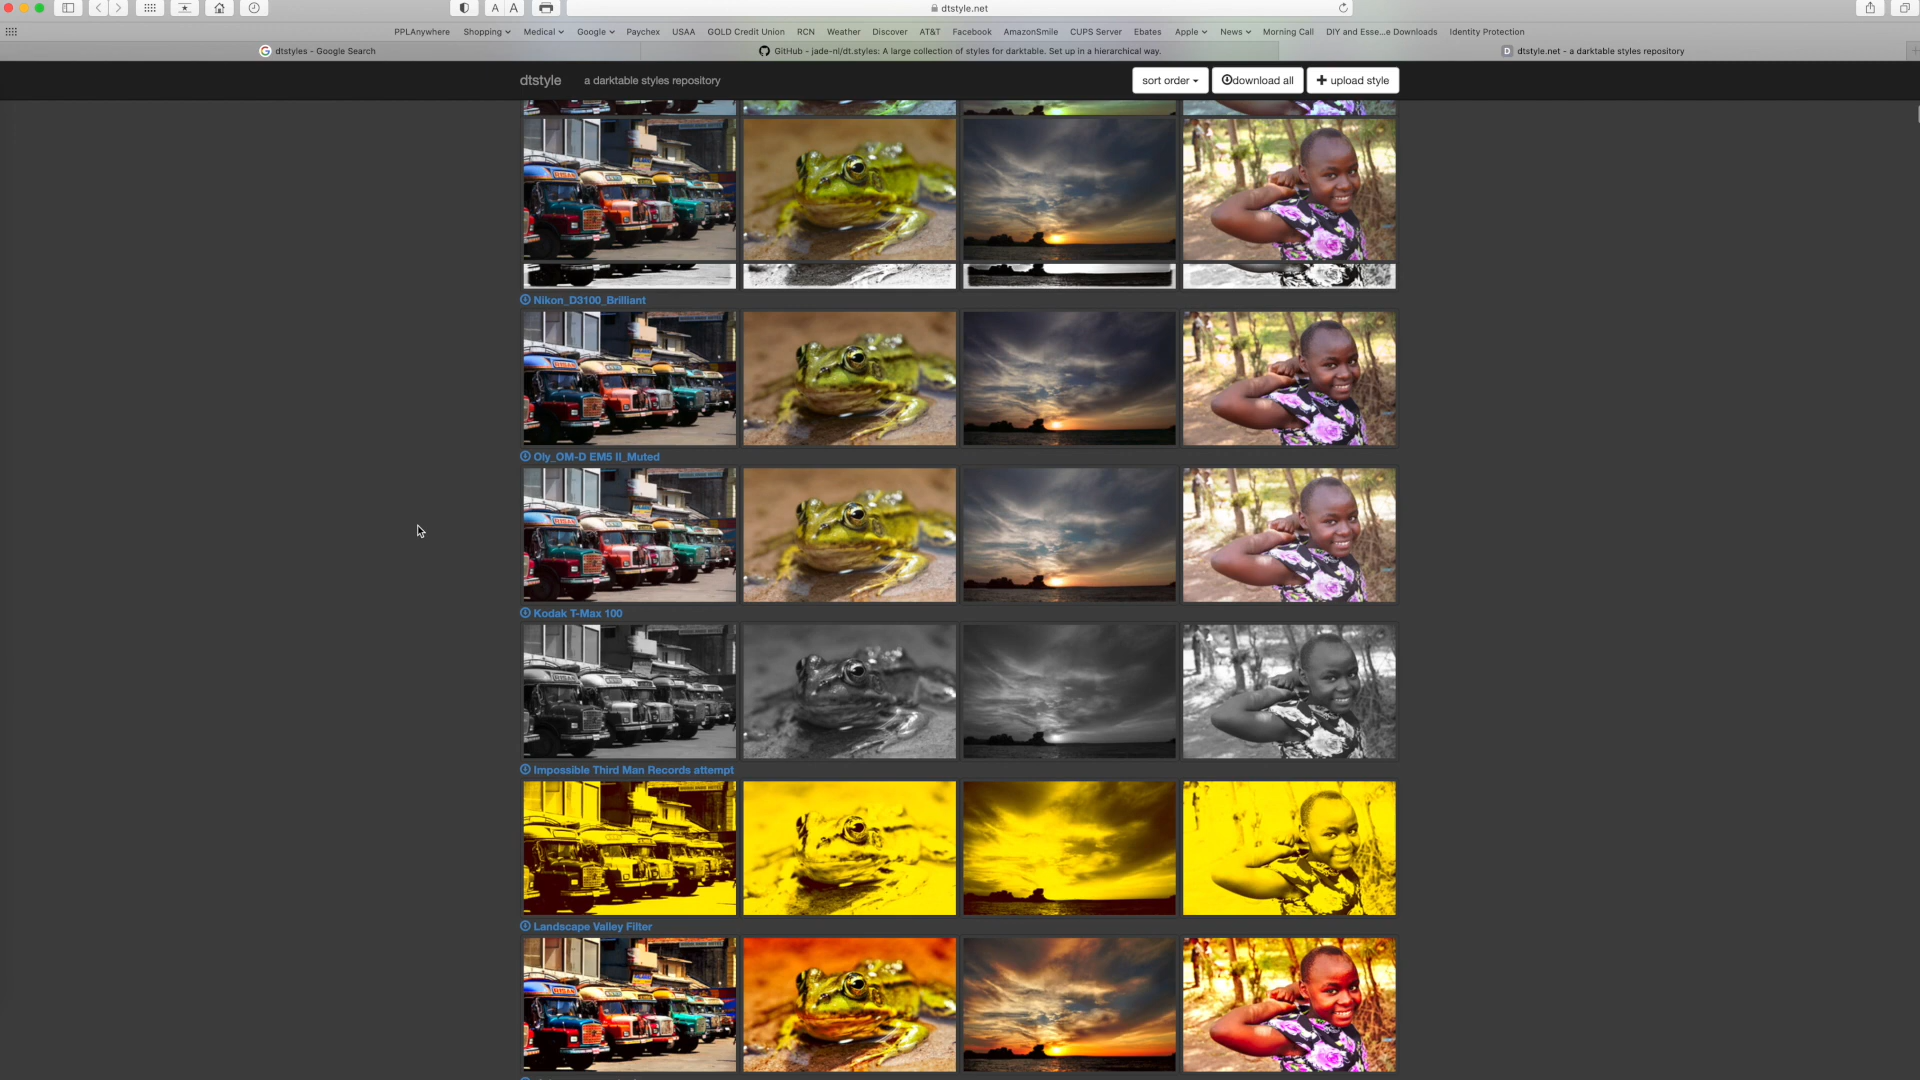 A A
dtstyle.net
PPLAnywhere Shopping Medical Google Paychex USAA GOLD Credit Union RCN Weather Discover AT&T Facebook AmazonSmile CUPS Server Ebates Apple News Morning Call DIY and Esse...e Downloads Identity Protection
G dtstyles - Google Search
GitHub - jade-nl/dt.styles: A large collection of styles for darktable. Set up in a hierarchical way.
D dtstyle.net - a darktable styles repository
dtstyle a darktable styles repository sort order download all + upload style
Nikon_D3100_Brilliant
Oly_OM-D EM5 II_Muted
Kodak T-Max 100
Impossible Third Man Records attempt
Landscape Valley Filter